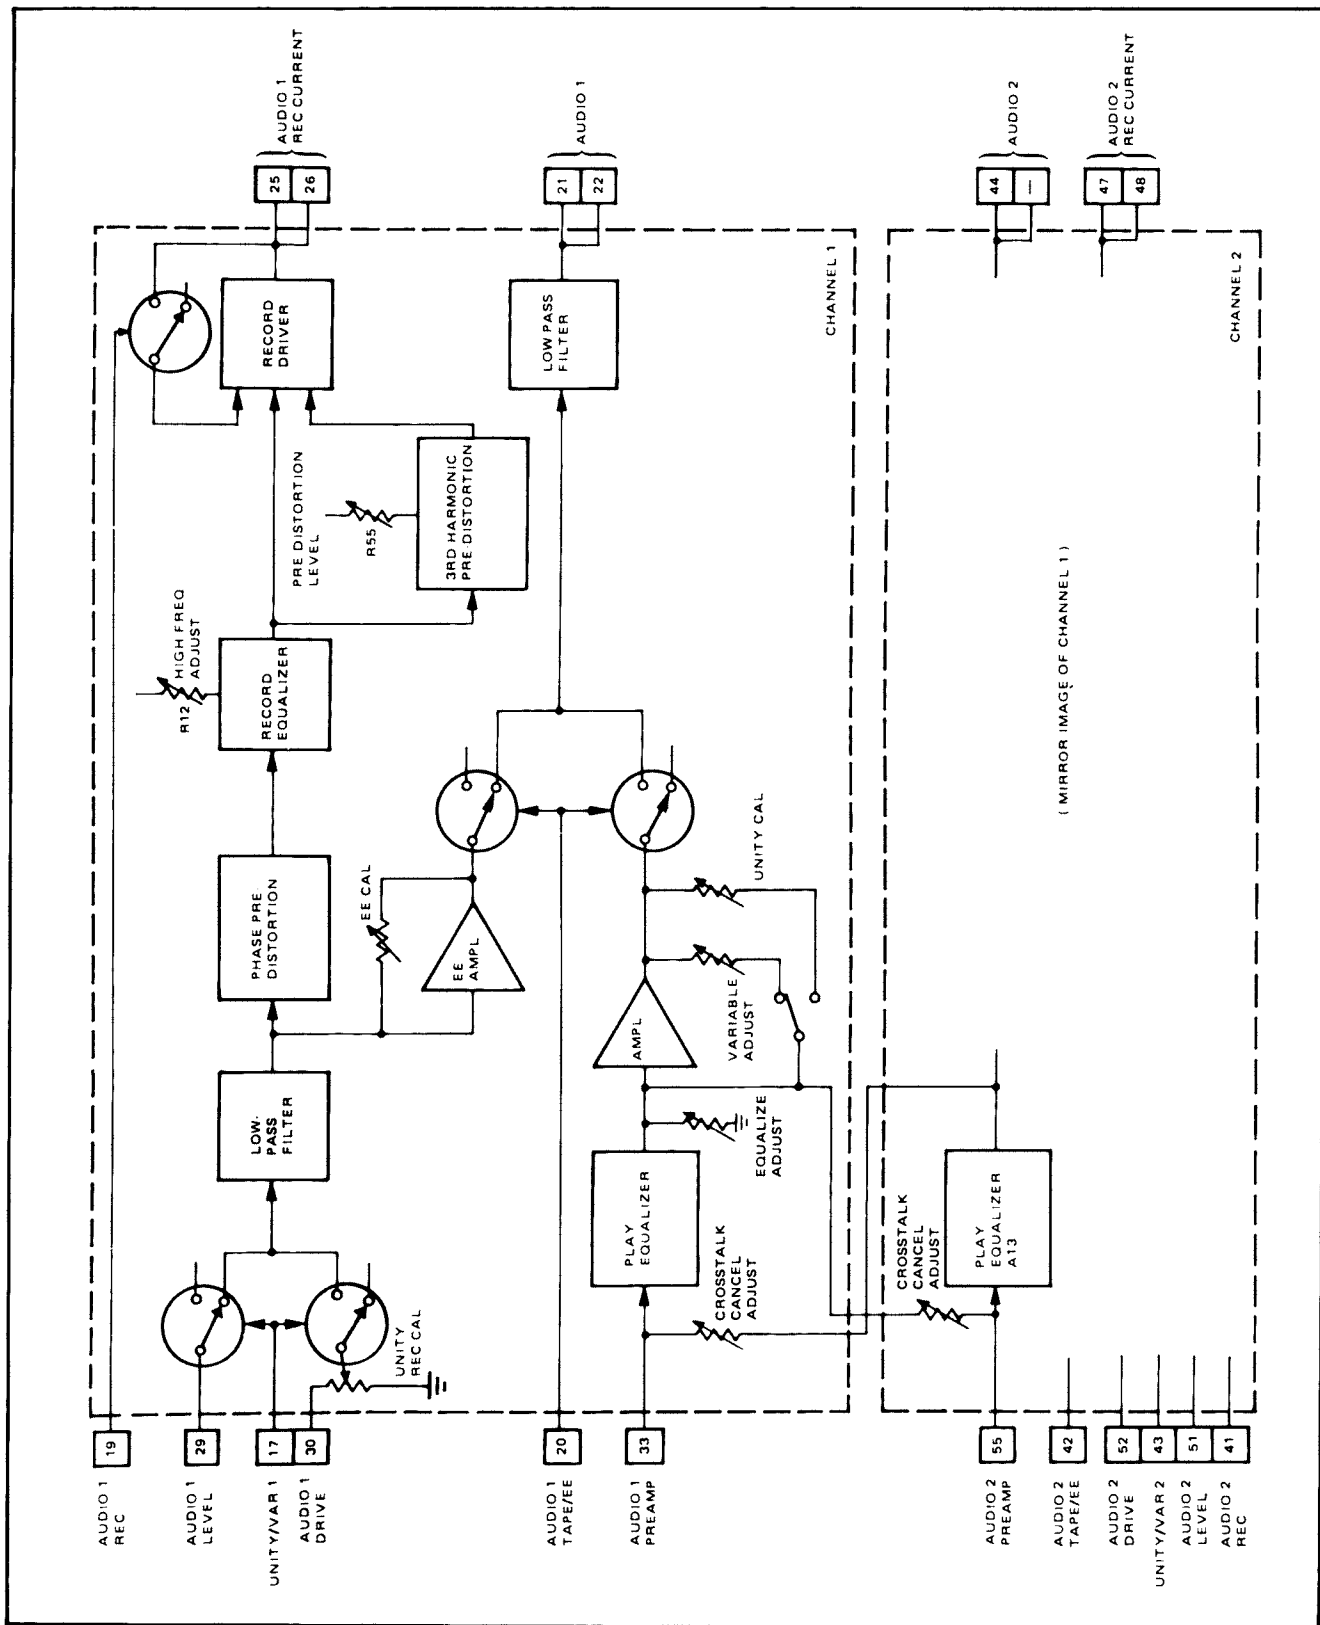 AUDIO 1
REC
19
AUDIO 1
LEVEL
29
UNITY/VAR 1
17
AUDIO 1
DRIVE
30
UNITY
REC CAL
LOW-
PASS
FILTER
PHASE PRE
DISTORTION
RECORD
EQUALIZER
R12
HIGH FREQ
ADJUST
PRE DISTORTION
LEVEL
R55
3RD HARMONIC
PRE-DISTORTION
RECORD
DRIVER
25
26
AUDIO 1
REC CURRENT
EE CAL
EE
AMPL
AUDIO 1
TAPE/EE
20
LOW PASS
FILTER
21
22
AUDIO 1
AUDIO 1
PREAMP
33
CROSSTALK
CANCEL
ADJUST
PLAY
EQUALIZER
EQUALIZE
ADJUST
AMPL
VARIABLE
ADJUST
UNITY CAL
CHANNEL 1
AUDIO 2
PREAMP
55
CROSSTALK
CANCEL
ADJUST
PLAY
EQUALIZER
A13
AUDIO 2
TAPE/EE
42
AUDIO 2
DRIVE
52
UNITY/VAR 2
43
AUDIO 2
LEVEL
51
AUDIO 2
REC
41
( MIRROR IMAGE OF CHANNEL 1 )
44
—
AUDIO 2
47
48
AUDIO 2
REC CURRENT
CHANNEL 2